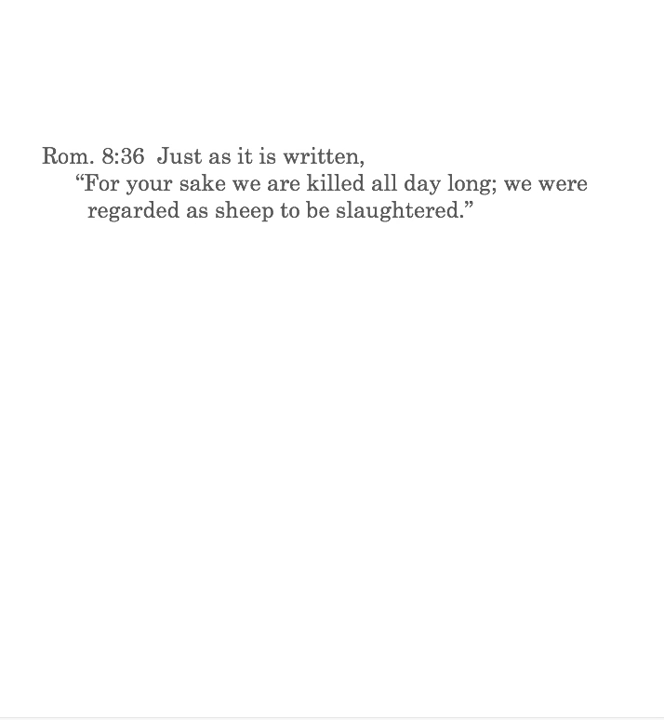 Rom. 8:36  Just as it is written,
“For your sake we are killed all day long; we were
regarded as sheep to be slaughtered.”